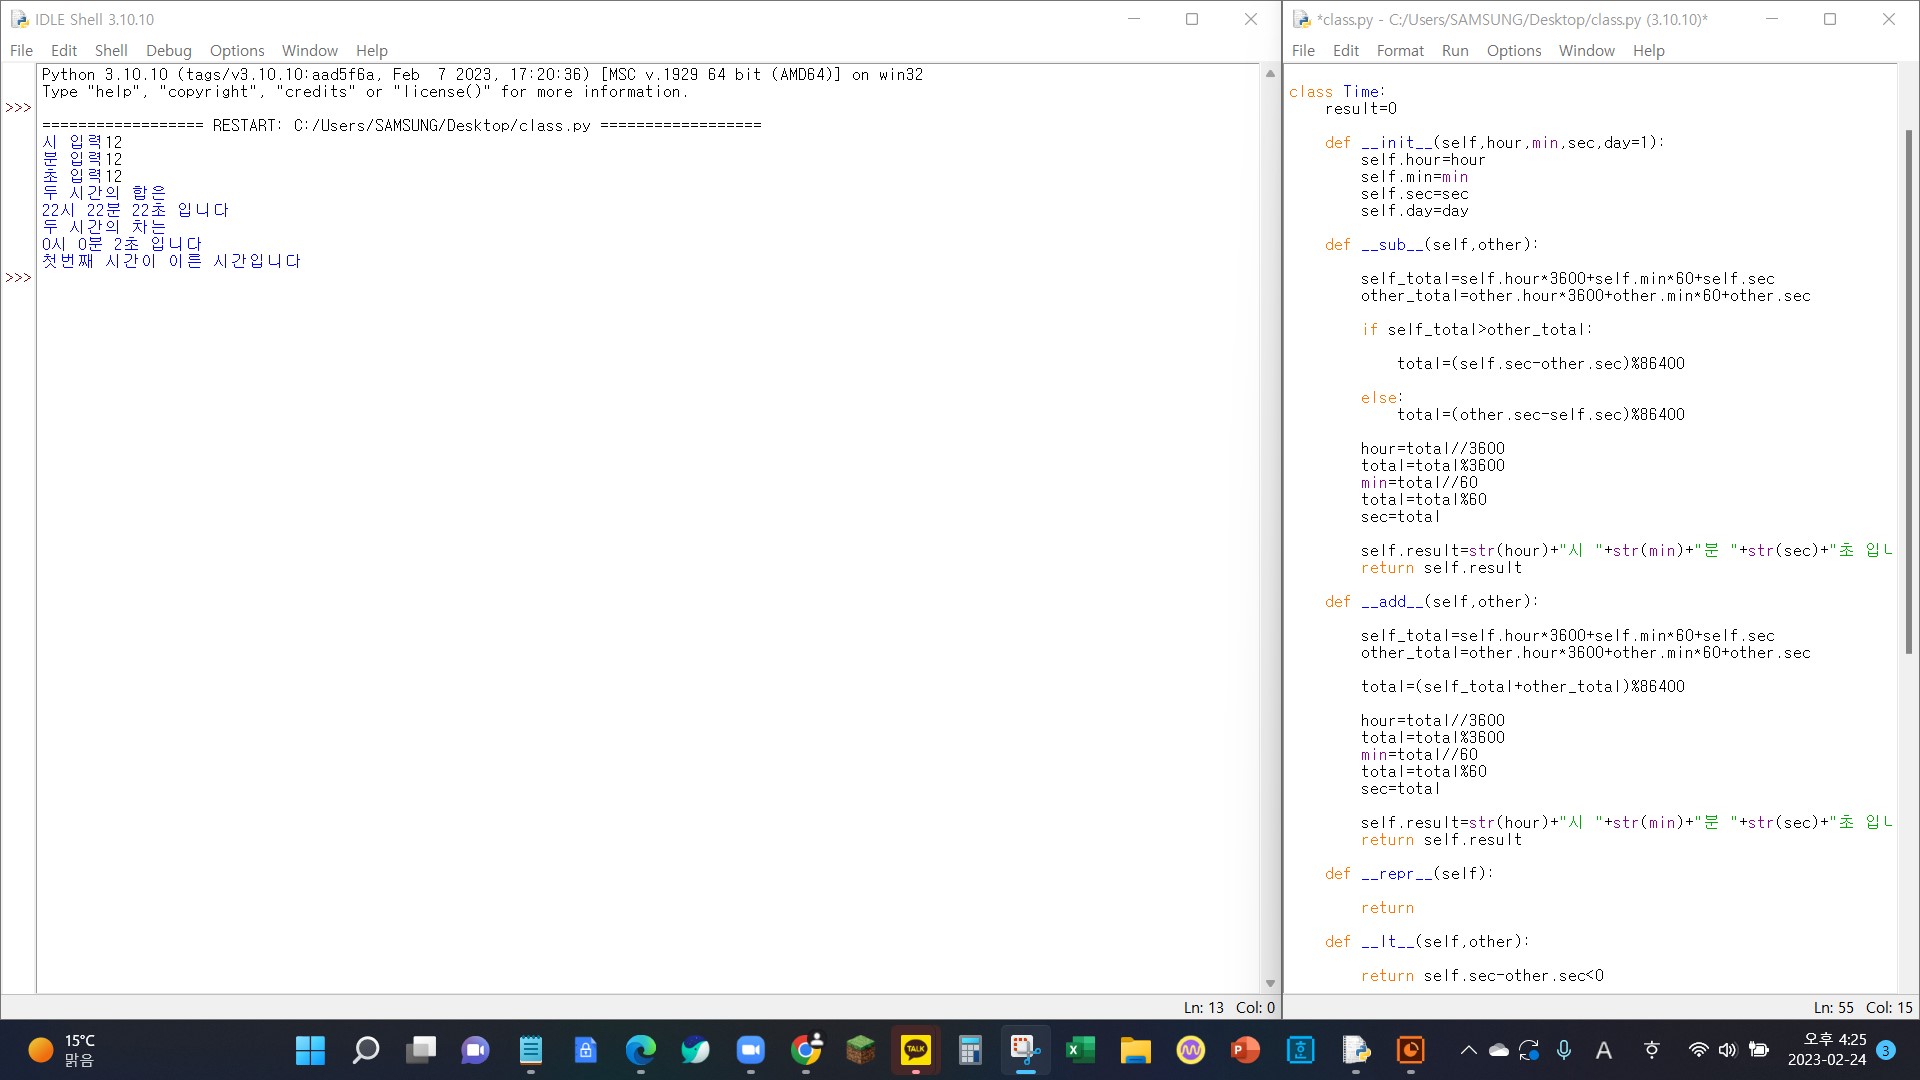 IDLE Shell 3.10.10
File Edit Shell Debug Options Window Help
Python 3.10.10 (tags/v3.10.10:aad5f6a, Feb  7 2023, 17:20:36) [MSC v.1929 64 bit (AMD64)] on win32
Type "help", "copyright", "credits" or "license()" for more information.
>>>
================== RESTART: C:/Users/SAMSUNG/Desktop/class.py ==================
시 입력12
분 입력12
초 입력12
두 시간의 합은
22시 22분 22초 입니다
두 시간의 차는
0시 0분 2초 입니다
첫번째 시간이 이른 시간입니다
>>>
Ln: 13 Col: 0
*class.py - C:/Users/SAMSUNG/Desktop/class.py (3.10.10)*
File Edit Format Run Options Window Help
class Time:
    result=0
    def __init__(self,hour,min,sec,day=1):
        self.hour=hour
        self.min=min
        self.sec=sec
        self.day=day
    def __sub__(self,other):
        self_total=self.hour*3600+self.min*60+self.sec
        other_total=other.hour*3600+other.min*60+other.sec
        if self_total>other_total:
            total=(self.sec-other.sec)%86400
        else:
            total=(other.sec-self.sec)%86400
        hour=total//3600
        total=total%3600
        min=total//60
        total=total%60
        sec=total
        self.result=str(hour)+"시 "+str(min)+"분 "+str(sec)+"초 입
        return self.result
    def __add__(self,other):
        self_total=self.hour*3600+self.min*60+self.sec
        other_total=other.hour*3600+other.min*60+other.sec
        total=(self_total+other_total)%86400
        hour=total//3600
        total=total%3600
        min=total//60
        total=total%60
        sec=total
        self.result=str(hour)+"시 "+str(min)+"분 "+str(sec)+"초 입
        return self.result
    def __repr__(self):
        return
    def __lt__(self,other):
        return self.sec-other.sec<0
Ln: 55 Col: 15
15°C
맑음
TALK
A
오후 4:25
2023-02-24
3